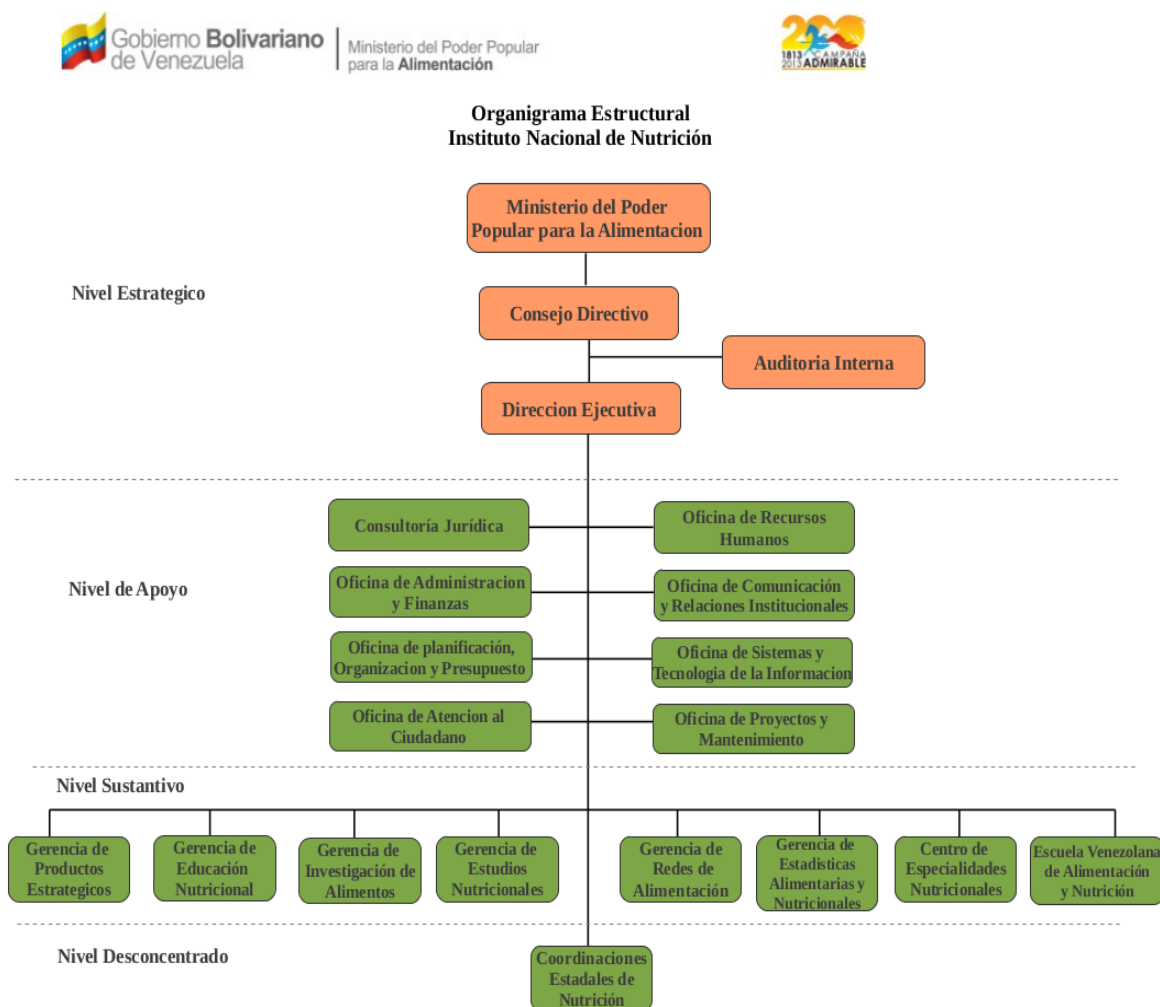 Gobierno Bolivariano
de Venezuela
Ministerio del Poder Popular
para la Alimentación
200
1813 CAMPAÑA
2013 ADMIRABLE
Organigrama Estructural
Instituto Nacional de Nutrición
Ministerio del Poder
Popular para la Alimentacion
Nivel Estrategico
Consejo Directivo
Auditoria Interna
Direccion Ejecutiva
Consultoría Jurídica
Oficina de Recursos
Humanos
Nivel de Apoyo
Oficina de Administracion
y Finanzas
Oficina de Comunicación
y Relaciones Institucionales
Oficina de planificación,
Organizacion y Presupuesto
Oficina de Sistemas y
Tecnologia de la Informacion
Oficina de Atencion al
Ciudadano
Oficina de Proyectos y
Mantenimiento
Nivel Sustantivo
Gerencia de
Productos
Estrategicos
Gerencia de
Educación
Nutricional
Gerencia de
Investigación de
Alimentos
Gerencia de
Estudios
Nutricionales
Gerencia de
Redes de
Alimentación
Gerencia de
Estadisticas
Alimentarias y
Nutricionales
Centro de
Especialidades
Nutricionales
Escuela Venezolana
de Alimentación
y Nutrición
Nivel Desconcentrado
Coordinaciones
Estadales de
Nutrición